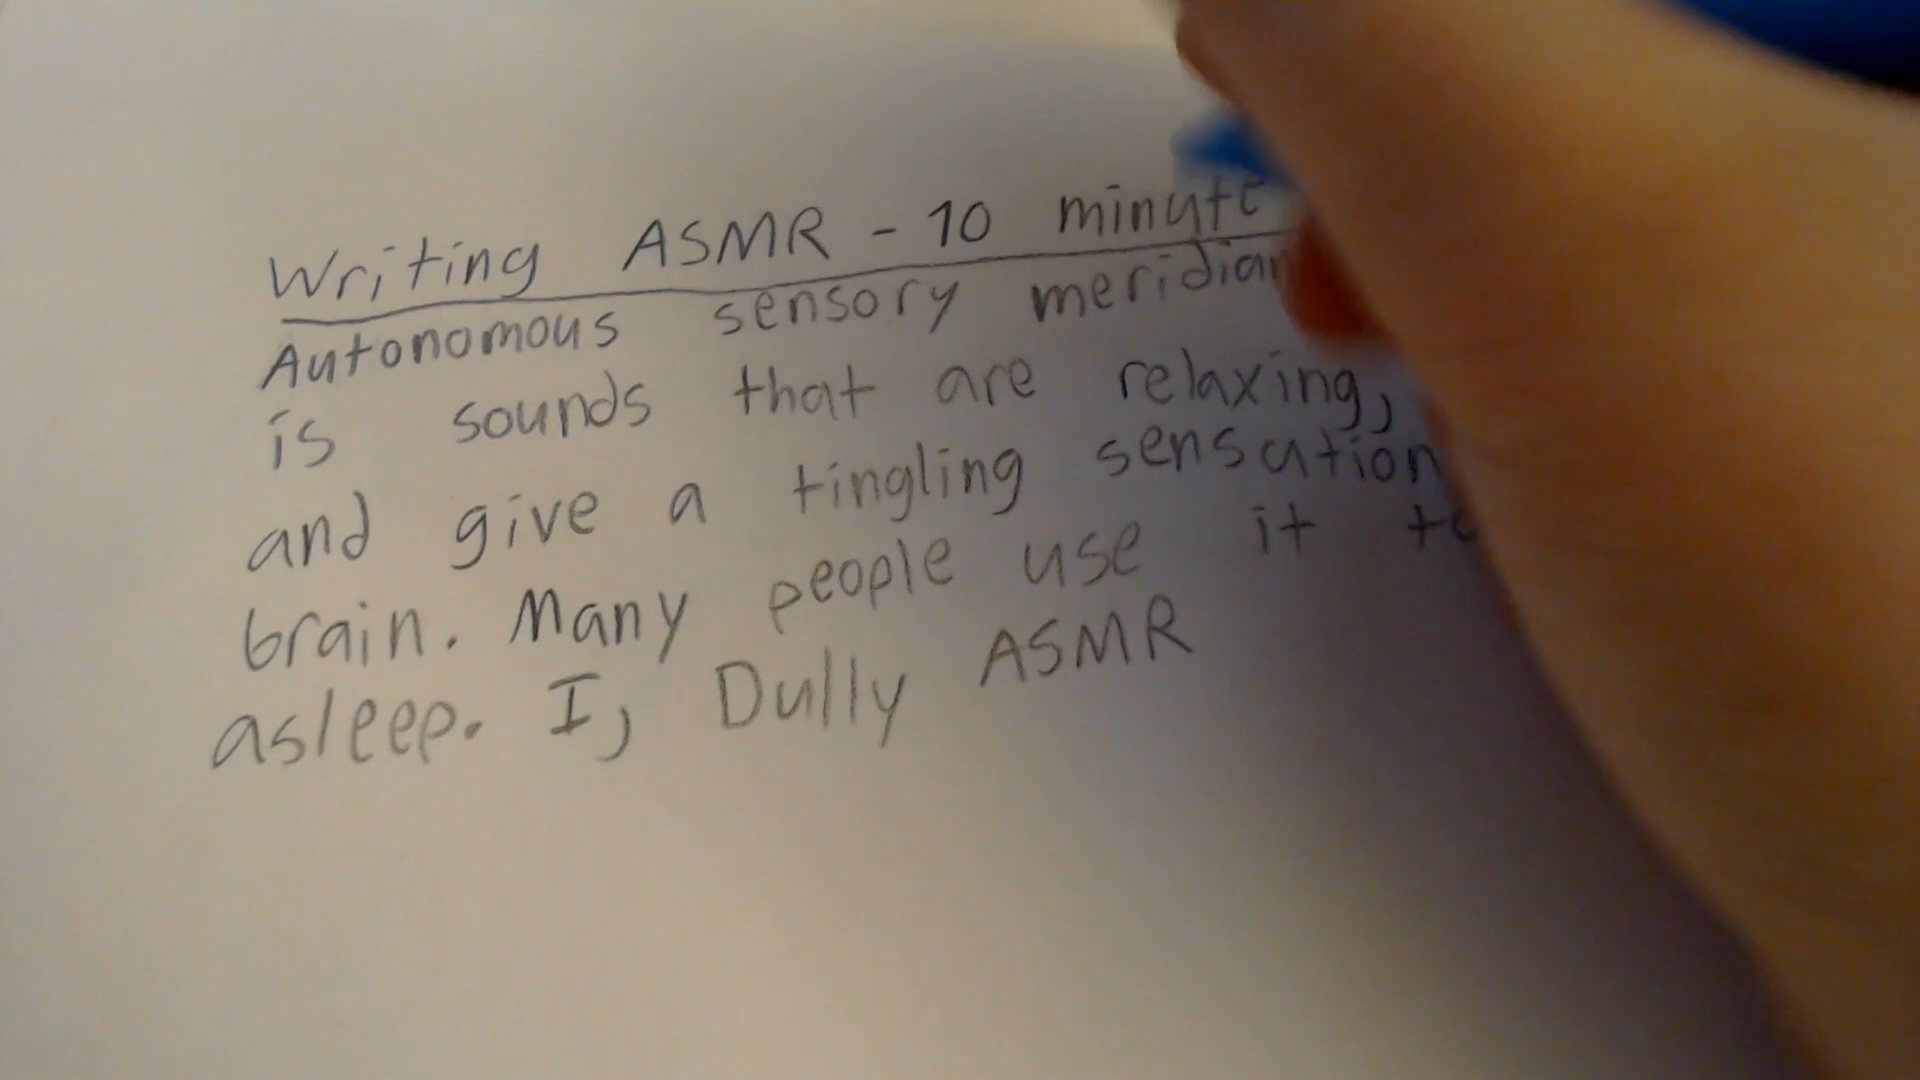 Writing ASMR - 10 minute
Autonomous sensory meridian
is sounds that are relaxing,
and give a tingling sensation
brain. Many people use it
asleep. I, Dully ASMR